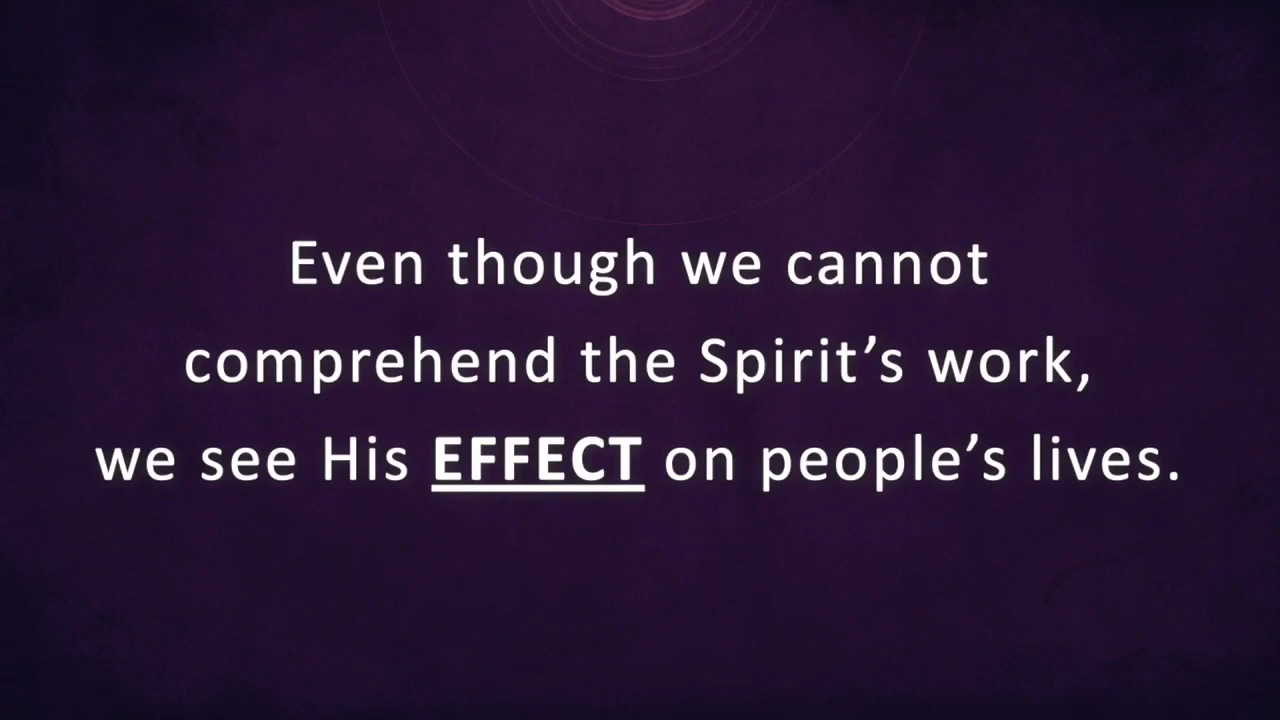 Even though we cannot
comprehend the Spirit’s work,
we see His EFFECT on people’s lives.